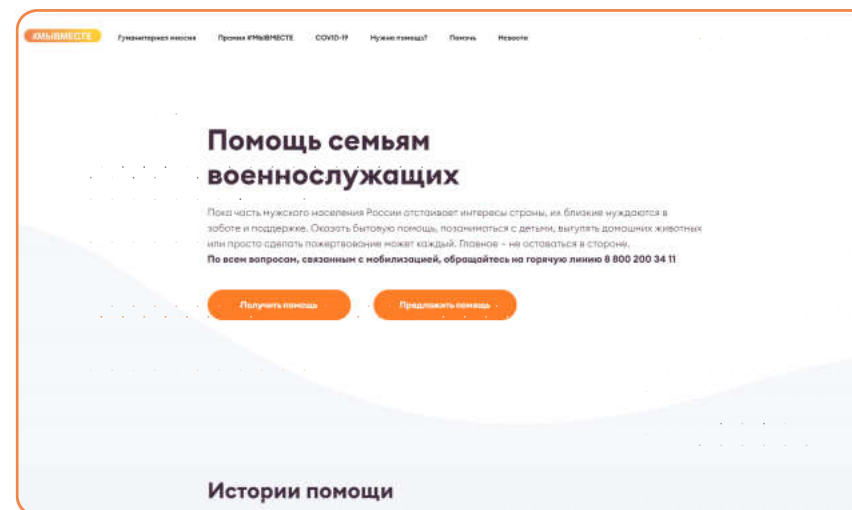 #МЫВМЕСТЕ Гуманитарная миссия Премия #МЫВМЕСТЕ COVID-19 Нужна помощь? Помочь Новости
Помощь семьям
военнослужащих
Пока часть мужского населения России отстаивает интересы страны, их близкие нуждаются в
заботе и поддержке. Оказать бытовую помощь, позаниматься с детьми, выгулять домашних животных
или просто сделать пожертвование может каждый. Главное – не оставаться в стороне.
По всем вопросам, связанным с мобилизацией, обращайтесь на горячую линию 8 800 200 34 11
Получить помощь Предложить помощь
Истории помощи